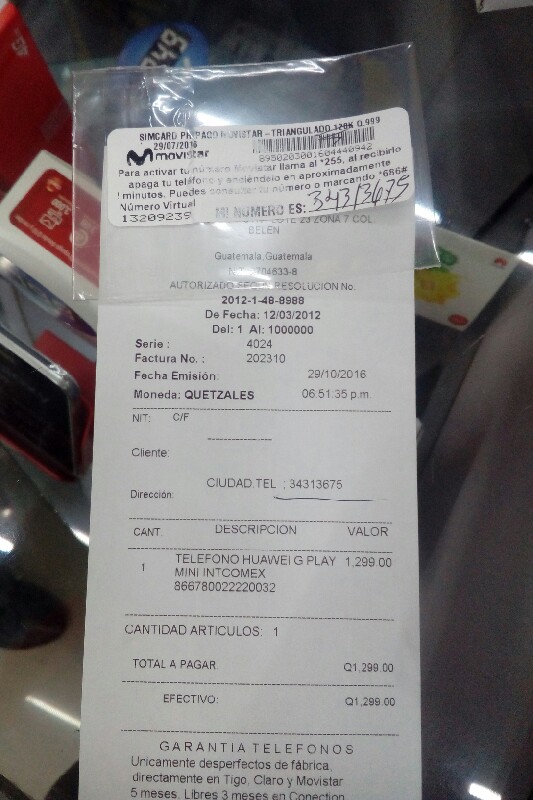 SIMCARD PREPAGO MOVISTAR - TRIANGULADO 128K 0.999
29/07/2016
movistar
8950203001604440942
Para activar tu número Movistar llama al *255, al recibirlo
apaga tu teléfono y enciéndelo en aproximadamente
minutos. Puedes consultar tu número o marcando *686#
Número Virtual
13209239
MI NÚMERO ES: 34313675
LOTE 23 ZONA 7 COL.
BELEN
Guatemala, Guatemala
704633-8
AUTORIZADO SEGUN RESOLUCION No.
2012-1-48-8988
De Fecha: 12/03/2012
Del: 1 Al: 1000000
Serie : 4024
Factura No. : 202310
Fecha Emisión: 29/10/2016
Moneda: QUETZALES 06:51:35 p.m.
NIT: C/F
Cliente:
Dirección: CIUDAD.TEL ; 34313675
CANT. DESCRIPCION VALOR
1 TELEFONO HUAWEI G PLAY 1,299.00
MINI INTCOMEX
866780022220032
CANTIDAD ARTICULOS: 1
TOTAL A PAGAR Q1,299.00
EFECTIVO: Q1,299.00
GARANTIA TELEFONOS
Unicamente desperfectos de fábrica,
directamente en Tigo, Claro y Movistar
5 meses. Libres 3 meses en Conection
4G